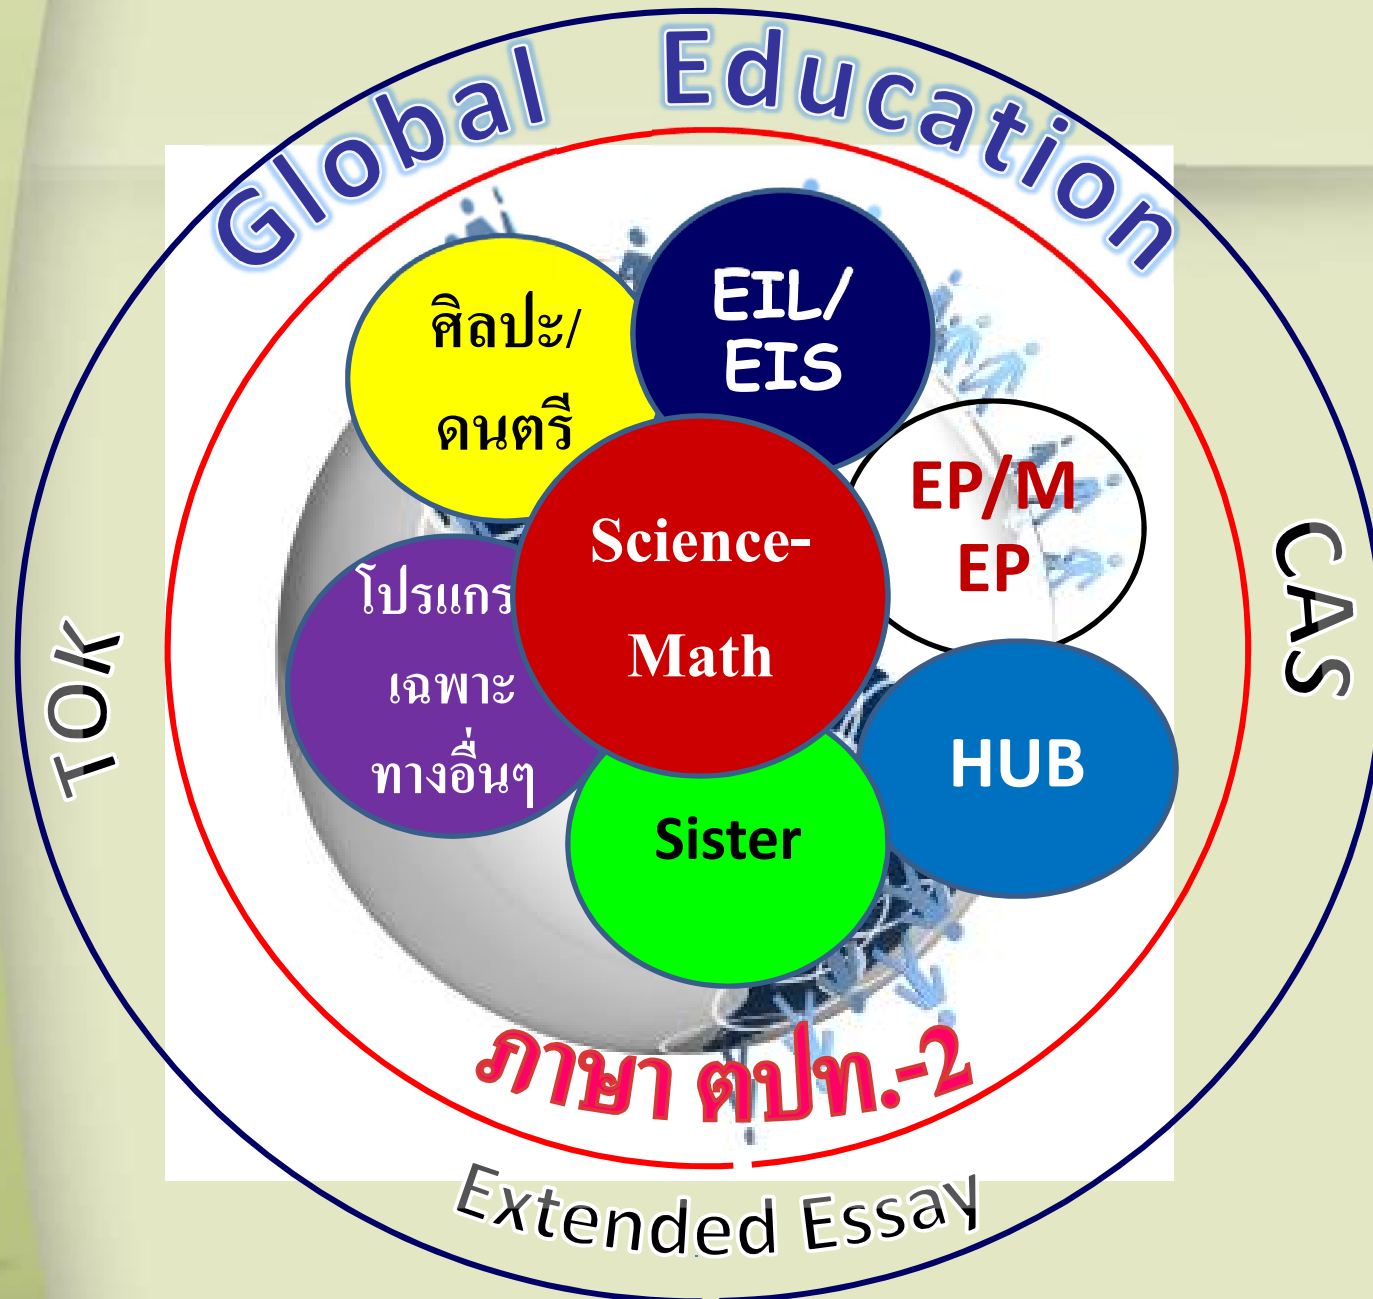 Global Education
ศิลปะ/
ดนตรี
EIL/
EIS
EP/M
EP
Science-
Math
โปรแกร
เฉพาะ
ทางอื่นๆ
HUB
Sister
TOK
CAS
ภาษา ตปท.-2
Extended Essay